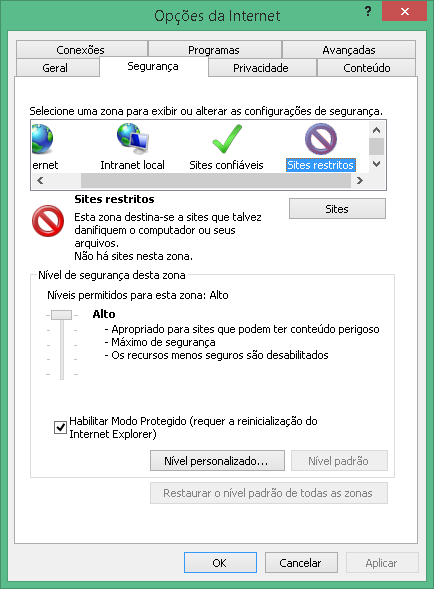 Opções da Internet
?
Conexões
Programas
Avançadas
Geral
Segurança
Privacidade
Conteúdo
Selecione uma zona para exibir ou alterar as configurações de segurança.
ernet
Intranet local
Sites confiáveis
Sites restritos
Sites restritos
Sites
Esta zona destina-se a sites que talvez
danifiquem o computador ou seus
arquivos.
Não há sites nesta zona.
Nível de segurança desta zona
Níveis permitidos para esta zona: Alto
Alto
- Apropriado para sites que podem ter conteúdo perigoso
- Máximo de segurança
- Os recursos menos seguros são desabilitados
Habilitar Modo Protegido (requer a reinicialização do
Internet Explorer)
Nível personalizado...
Nível padrão
Restaurar o nível padrão de todas as zonas
OK
Cancelar
Aplicar